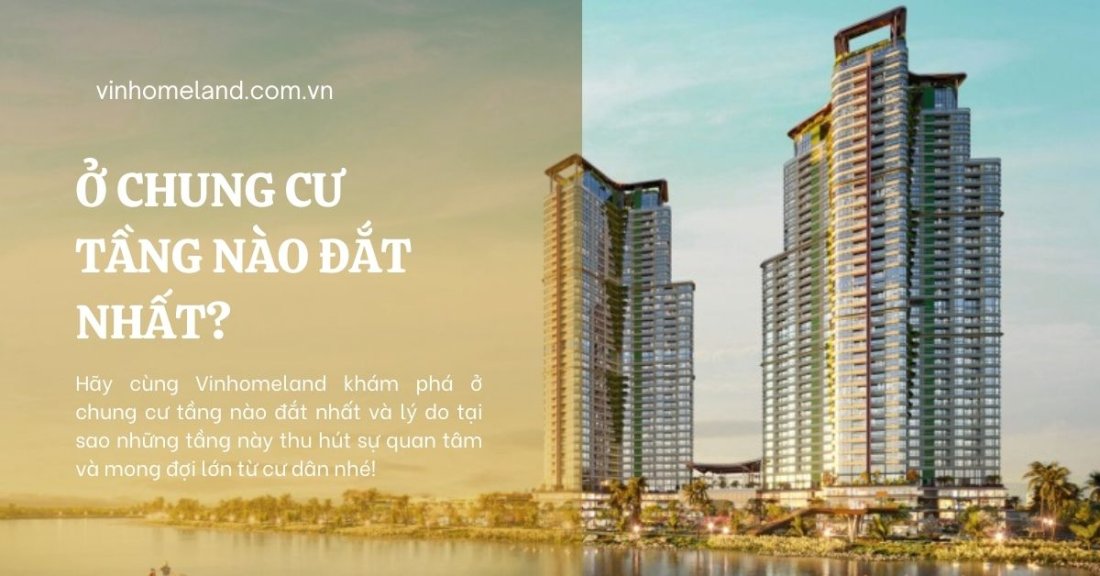 vinhomeland.com.vn
Ở CHUNG CƯ
TẦNG NÀO ĐẮT
NHẤT?
Hãy cùng Vinhomeland khám phá ở
chung cư tầng nào đắt nhất và lý do tại
sao những tầng này thu hút sự quan tâm
và mong đợi lớn từ cư dân nhé!